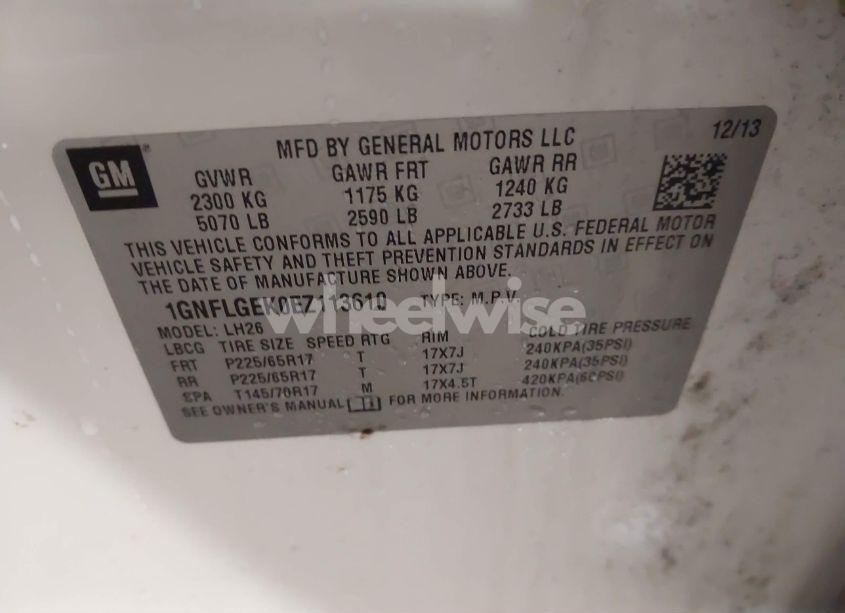 MFD BY GENERAL MOTORS LLC 12/13
GM
GVWR GAWR FRT GAWR RR
2300 KG 1175 KG 1240 KG
5070 LB 2590 LB 2733 LB
THIS VEHICLE CONFORMS TO ALL APPLICABLE U.S. FEDERAL MOTOR
VEHICLE SAFETY AND THEFT PREVENTION STANDARDS IN EFFECT ON
THE DATE OF MANUFACTURE SHOWN ABOVE.
1GNFLGEK0EZ113610 TYPE: M.P.V.
MODEL: LH26
LBCG TIRE SIZE SPEED RTG RIM COLD TIRE PRESSURE
FRT P225/65R17 T 17X7J 240KPA(35PSI)
RR P225/65R17 T 17X7J 240KPA(35PSI)
SPA T145/70R17 M 17X4.5T 420KPA(60PSI)
SEE OWNER'S MANUAL FOR MORE INFORMATION.
wheelwise